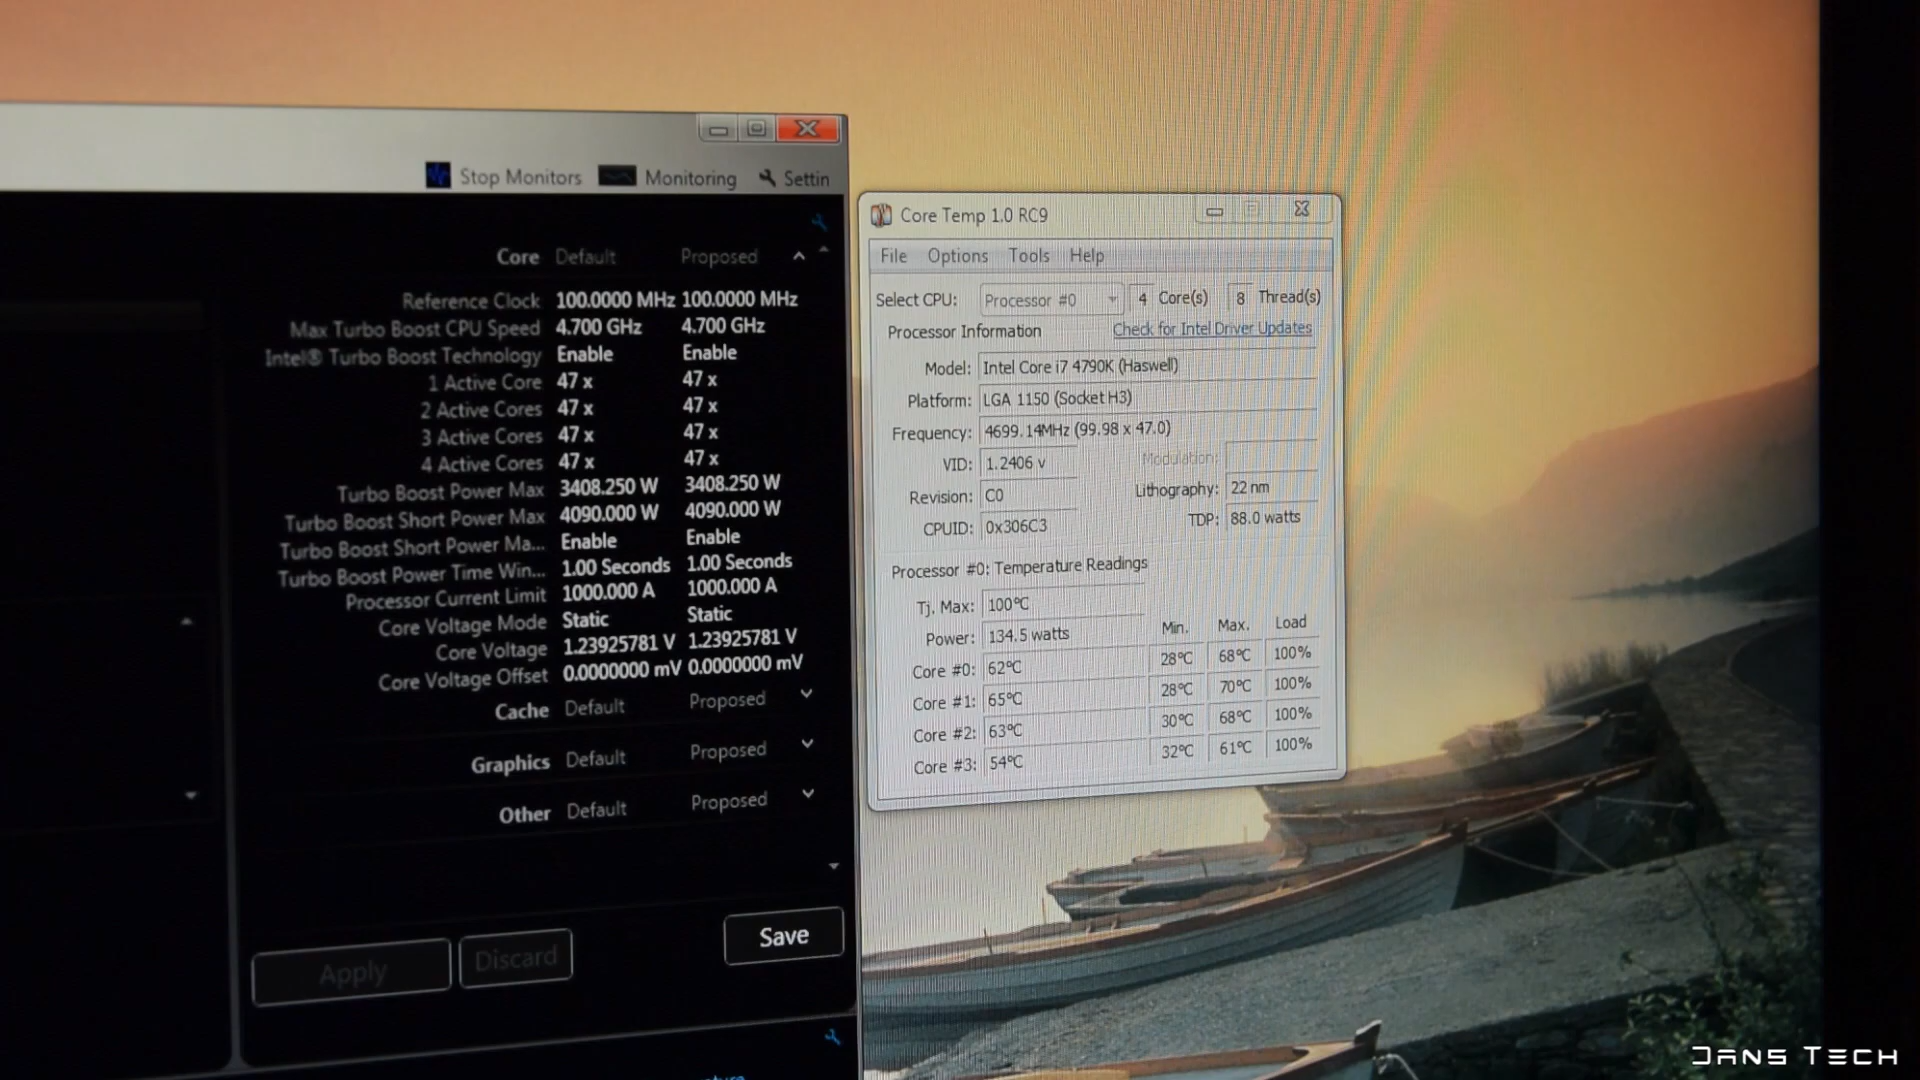 Stop Monitors Monitoring Settin
Core Default Proposed
Reference Clock 100.0000 MHz 100.0000 MHz
Max Turbo Boost CPU Speed 4.700 GHz 4.700 GHz
Intel® Turbo Boost Technology Enable Enable
1 Active Core 47 x 47 x
2 Active Cores 47 x 47 x
3 Active Cores 47 x 47 x
4 Active Cores 47 x 47 x
Turbo Boost Power Max 3408.250 W 3408.250 W
Turbo Boost Short Power Max 4090.000 W 4090.000 W
Turbo Boost Short Power Ma... Enable Enable
Turbo Boost Power Time Win... 1.00 Seconds 1.00 Seconds
Processor Current Limit 1000.000 A 1000.000 A
Core Voltage Mode Static Static
Core Voltage 1.23925781 V 1.23925781 V
Core Voltage Offset 0.0000000 mV 0.0000000 mV
Cache Default Proposed
Graphics Default Proposed
Other Default Proposed
Apply Discard Save
Core Temp 1.0 RC9
File Options Tools Help
Select CPU: Processor #0 4 Core(s) 8 Thread(s)
Processor Information Check for Intel Driver Updates
Model: Intel Core i7 4790K (Haswell)
Platform: LGA 1150 (Socket H3)
Frequency: 4699.14MHz (99.98 x 47.0)
VID: 1.2406 v Modulation:
Revision: C0 Lithography: 22 nm
CPUID: 0x306C3 TDP: 88.0 watts
Processor #0: Temperature Readings
Tj. Max: 100°C
Power: 134.5 watts Min. Max. Load
Core #0: 62°C 28°C 68°C 100%
Core #1: 65°C 28°C 70°C 100%
Core #2: 63°C 30°C 68°C 100%
Core #3: 54°C 32°C 61°C 100%
JANS TECH